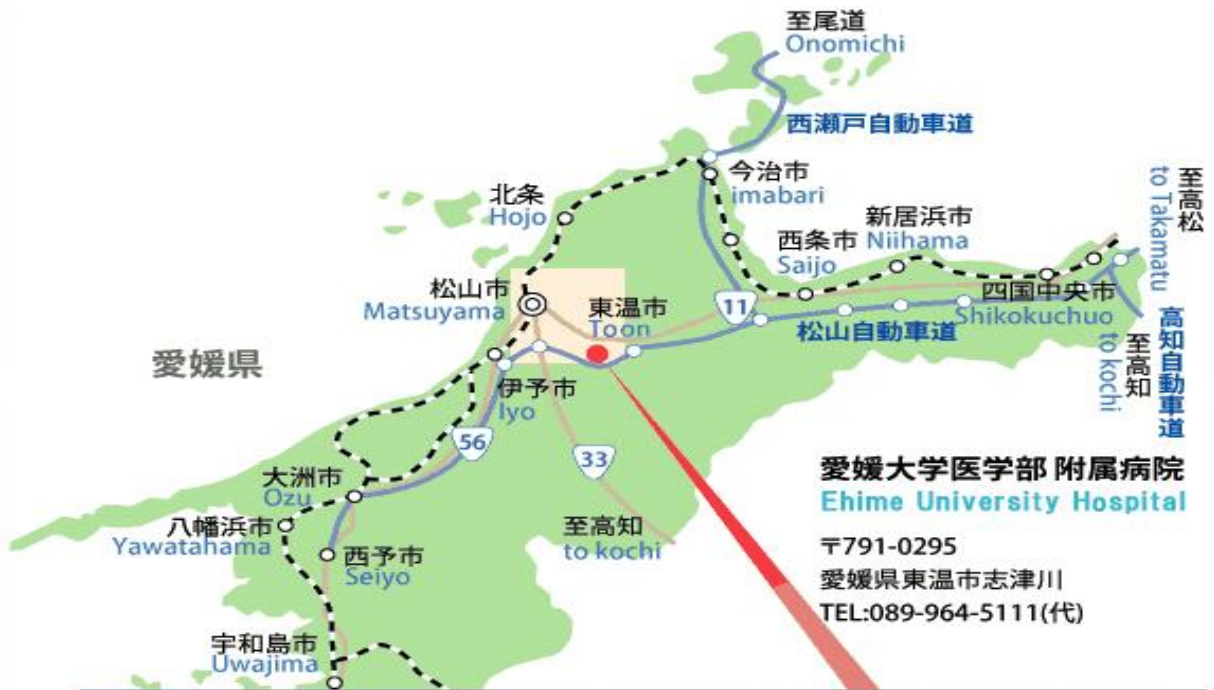 至尾道
Onomichi
西瀬戸自動車道
今治市
imabari
北条
Hojo
新居浜市
Niihama
西条市
Saijo
至高松
to Takamatu
松山市
Matsuyama
東温市
Toon
11
四国中央市
Shikokuchuo
松山自動車道
高知自動車道
至高知
to kochi
愛媛県
伊予市
Iyo
56
33
大洲市
Ozu
八幡浜市
Yawatahama
西予市
Seiyo
至高知
to kochi
宇和島市
Uwajima
愛媛大学医学部 附属病院
Ehime University Hospital
〒791-0295
愛媛県東温市志津川
TEL:089-964-5111(代)